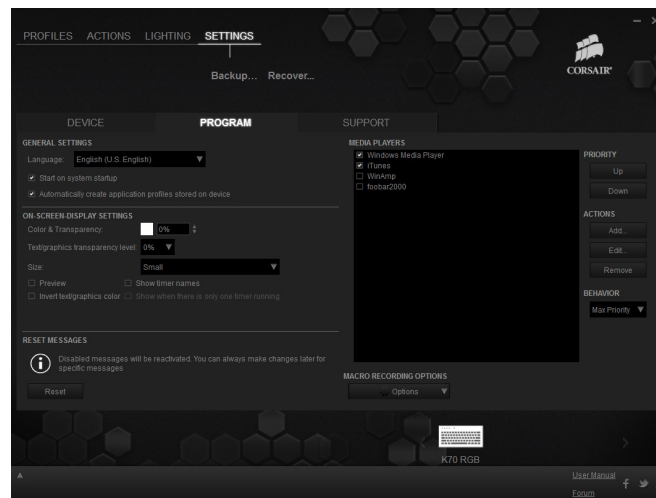 PROFILES ACTIONS LIGHTING SETTINGS
Backup... Recover...
CORSAIR
DEVICE PROGRAM SUPPORT
GENERAL SETTINGS
Language: English (U.S. English)
Start on system startup
Automatically create application profiles stored on device
ON-SCREEN-DISPLAY SETTINGS
Color & Transparency: 0%
Text/graphics transparency level: 0%
Size: Small
Preview Show timer names
Invert text/graphics color Show when there is only one timer running
RESET MESSAGES
Disabled messages will be reactivated. You can always make changes later for
specific messages
Reset
MEDIA PLAYERS
Windows Media Player
iTunes
WinAmp
foobar2000
PRIORITY
Up
Down
ACTIONS
Add...
Edit...
Remove
BEHAVIOR
Max Priority
MACRO RECORDING OPTIONS
Options
K70 RGB
User Manual
Forum